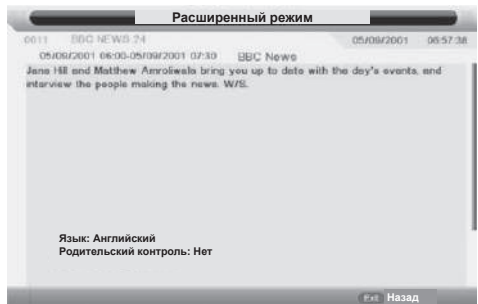 Расширенный режим
0011 BBC NEWS 24 05/09/2001 06:57:38
05/09/2001 06:00-05/09/2001 07:30 BBC News
Jane Hill and Matthew Amroliwala bring you up to date with the day's events, and
interview the people making the news. W/S.
Язык: Английский
Родительский контроль: Нет
Exit Назад